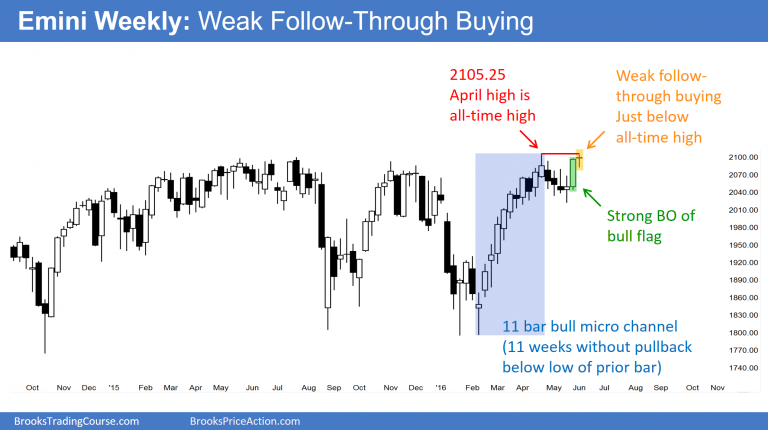 Emini Weekly: Weak Follow-Through Buying
2105.25
April high is
all-time high
Weak follow-
through buying
Just below
all-time high
Strong BO of
bull flag
11 bar bull micro channel
(11 weeks without pullback
below low of prior bar)
2100.00
2070.00
2040.00
2010.00
1980.00
1950.00
1920.00
1890.00
1860.00
1830.00
1800.00
1770.00
1740.00
Oct Nov Dec '15 Feb Mar Apr May Jun Jul Aug Sep Oct Nov Dec '16 Feb Mar Apr May Jun Jul Aug Sep Oct Nov
BrooksTradingCourse.com BrooksPriceAction.com